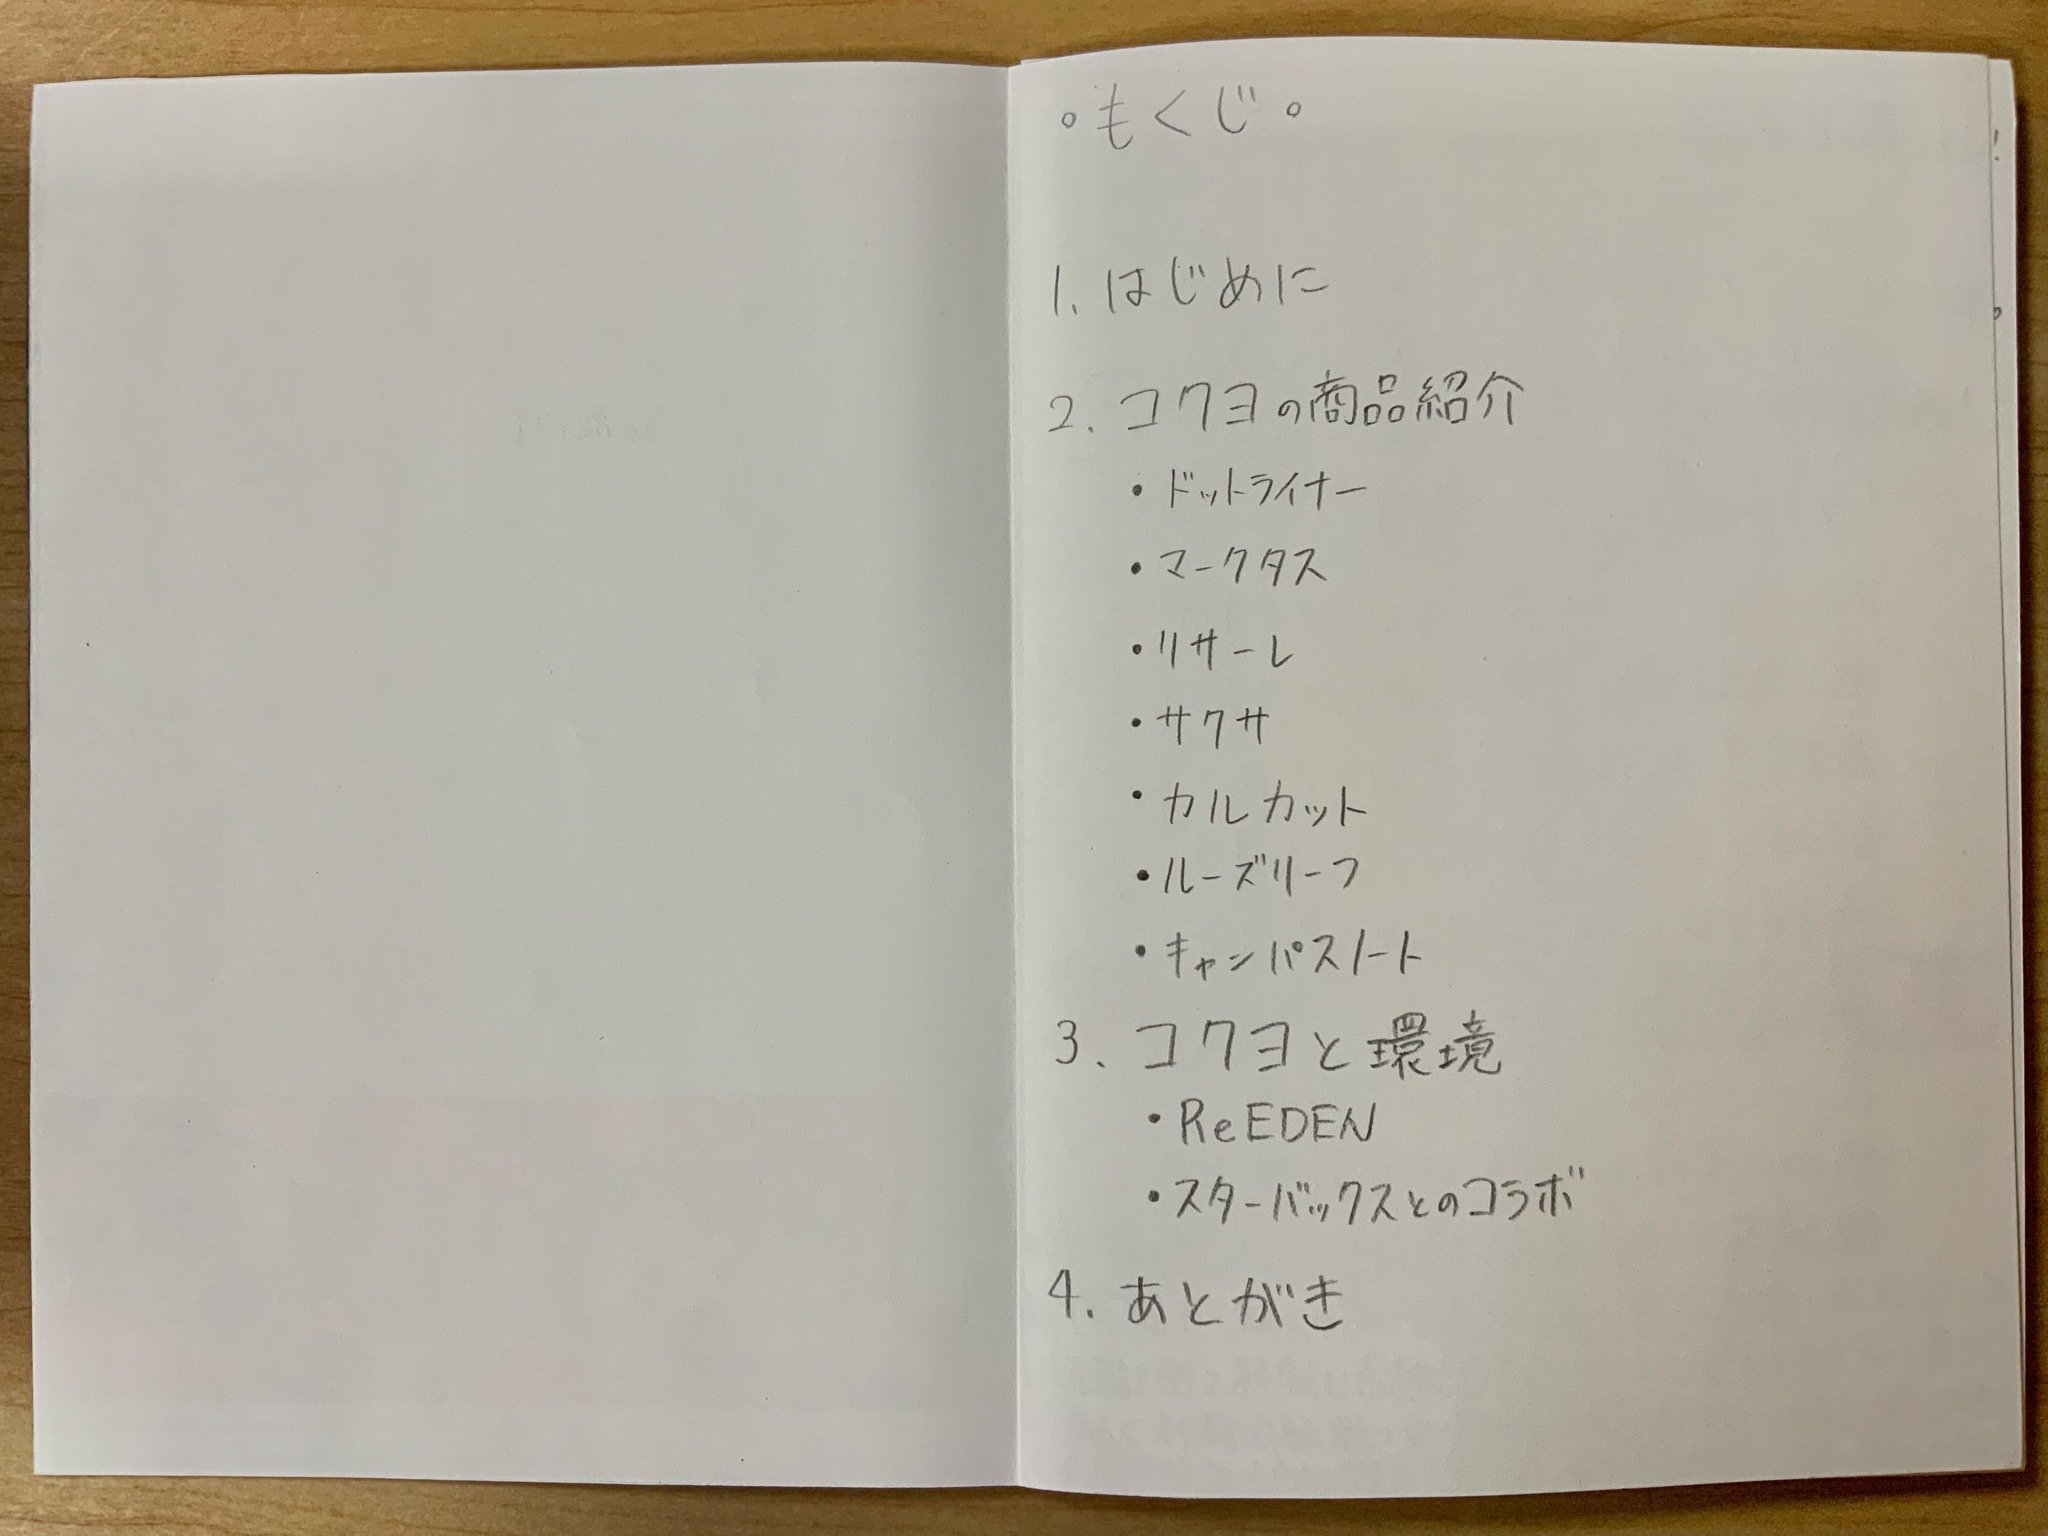 ◦もくじ◦
1. はじめに
2. コクヨの商品紹介
・ドットライナー
・マークタス
・リサーレ
・サクサ
・カルカット
・ルーズリーフ
・キャンパスノート
3. コクヨと環境
・ReEDEN
・スターバックスとのコラボ
4. あとがき